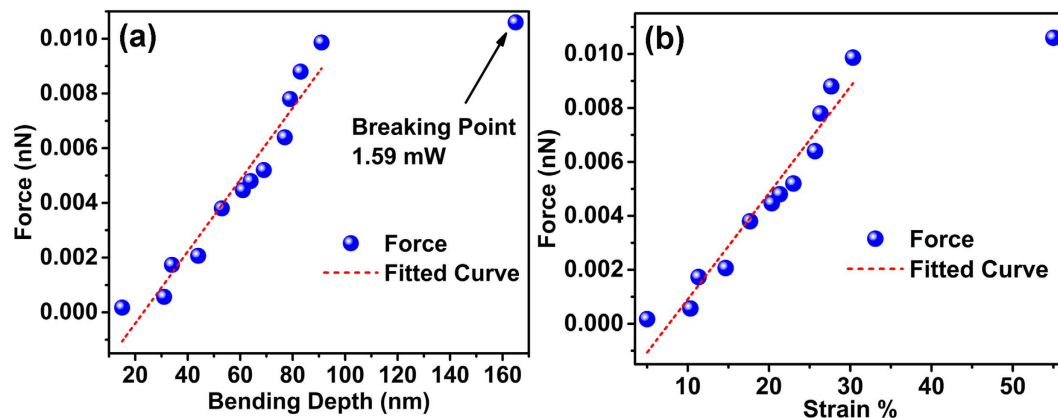 (a)
0.010
0.008
0.006
0.004
0.002
0.000
Force (nN)
Breaking Point
1.59 mW
Force
Fitted Curve
20 40 60 80 100 120 140 160
Bending Depth (nm)
(b)
0.010
0.008
0.006
0.004
0.002
0.000
Force (nN)
Force
Fitted Curve
10 20 30 40 50
Strain %